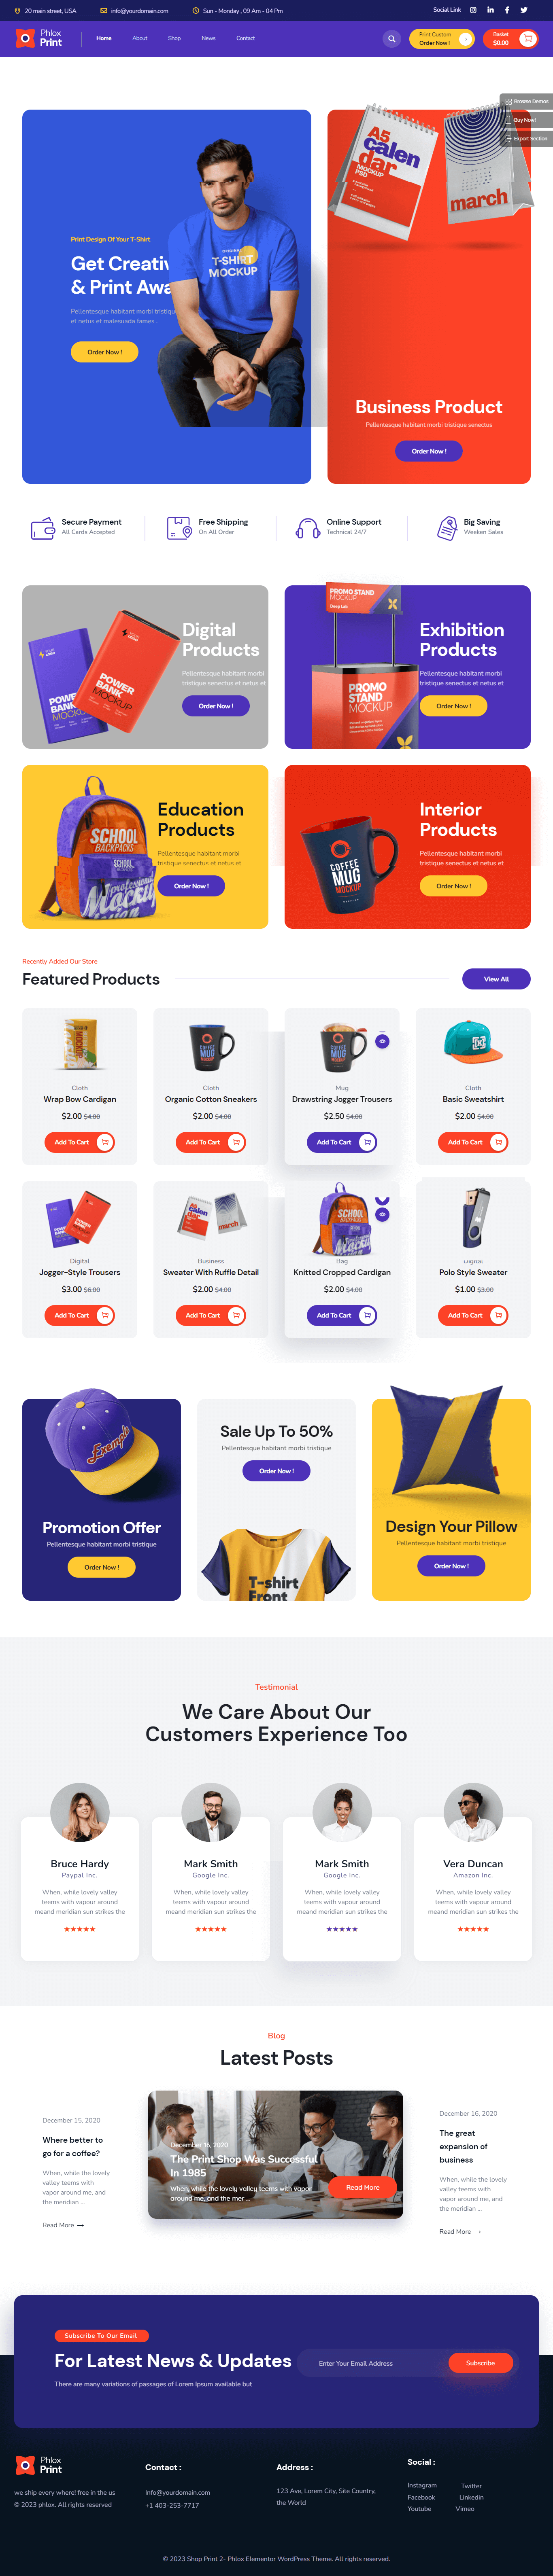 20 main street, USA
info@yourdomain.com
Sun - Monday , 09 Am - 04 Pm
Social Link
Phlox
Print
Home
About
Shop
News
Contact
Print Custom
Order Now !
Basket
$0.00
Browse Demos
Buy Now!
Export Section
Print Design Of Your T-Shirt
Get Creativ
& Print Awa
Pellentesque habitant morbi tristique
et netus et malesuada fames .
Order Now !
ORIGINAL
T-SHIRT
MOCKUP
A5
calen
dar
MOCKUP
PSD
march
Business Product
Pellentesque habitant morbi tristique senectus
Order Now !
Secure Payment
All Cards Accepted
Free Shipping
On All Order
Online Support
Technical 24/7
Big Saving
Weeken Sales
POWER
BANK
MOCKUP
POWER
BANK
MOCKUP
Digital
Products
Pellentesque habitant morbi
tristique senectus et netus et
Order Now !
PROMO STAND
MOCKUP
PROMO
STAND
MOCKUP
Exhibition
Products
Pellentesque habitant morbi
tristique senectus et netus et
Order Now !
SCHOOL
BACKPACKS
SCHOOL
BACKPACKS
Professional
Mockup
Education
Products
Pellentesque habitant morbi
tristique senectus et netus et
Order Now !
COFFEE
MUG
MOCKUP
Interior
Products
Pellentesque habitant morbi
tristique senectus et netus et
Order Now !
Recently Added Our Store
Featured Products
View All
Cloth
Wrap Bow Cardigan
$2.00 $4.00
Add To Cart
COFFEE
MUG
MOCKUP
Cloth
Organic Cotton Sneakers
$2.00 $4.00
Add To Cart
COFFEE
MUG
MOCKUP
Mug
Drawstring Jogger Trousers
$2.50 $4.00
Add To Cart
Cloth
Basic Sweatshirt
$2.00 $4.00
Add To Cart
Digital
Jogger-Style Trousers
$3.00 $6.00
Add To Cart
march
Business
Sweater With Ruffle Detail
$2.00 $4.00
Add To Cart
SCHOOL
BACKPACKS
Bag
Knitted Cropped Cardigan
$2.00 $4.00
Add To Cart
Digital
Polo Style Sweater
$1.00 $3.00
Add To Cart
Exemple
Promotion Offer
Pellentesque habitant morbi tristique
Order Now !
Sale Up To 50%
Pellentesque habitant morbi tristique
Order Now !
T-shirt
Front
Design Your Pillow
Pellentesque habitant morbi tristique
Order Now !
Testimonial
We Care About Our
Customers Experience Too
Bruce Hardy
Paypal Inc.
When, while lovely valley
teems with vapour around
meand meridian sun strikes the
Mark Smith
Google Inc.
When, while lovely valley
teems with vapour around
meand meridian sun strikes the
Mark Smith
Google Inc.
When, while lovely valley
teems with vapour around
meand meridian sun strikes the
Vera Duncan
Amazon Inc.
When, while lovely valley
teems with vapour around
meand meridian sun strikes the
Blog
Latest Posts
December 15, 2020
Where better to
go for a coffee?
When, while the lovely
valley teems with
vapor around me, and
the meridian ...
Read More
December 16, 2020
The Print Shop Was Successful
In 1985
When, while the lovely valley teems with vapor
around me, and the mer ...
Read More
December 16, 2020
The great
expansion of
business
When, while the lovely
valley teems with
vapor around me, and
the meridian ...
Read More
Subscribe To Our Email
For Latest News & Updates
There are many variations of passages of Lorem Ipsum available but
Enter Your Email Address
Subscribe
Phlox
Print
we ship every where! free in the us
© 2023 phlox. All rights reserved
Contact :
Info@yourdomain.com
+1 403-253-7717
Address :
123 Ave, Lorem City, Site Country,
the World
Social :
Instagram
Twitter
Facebook
Linkedin
Youtube
Vimeo
© 2023 Shop Print 2- Phlox Elementor WordPress Theme. All rights reserved.